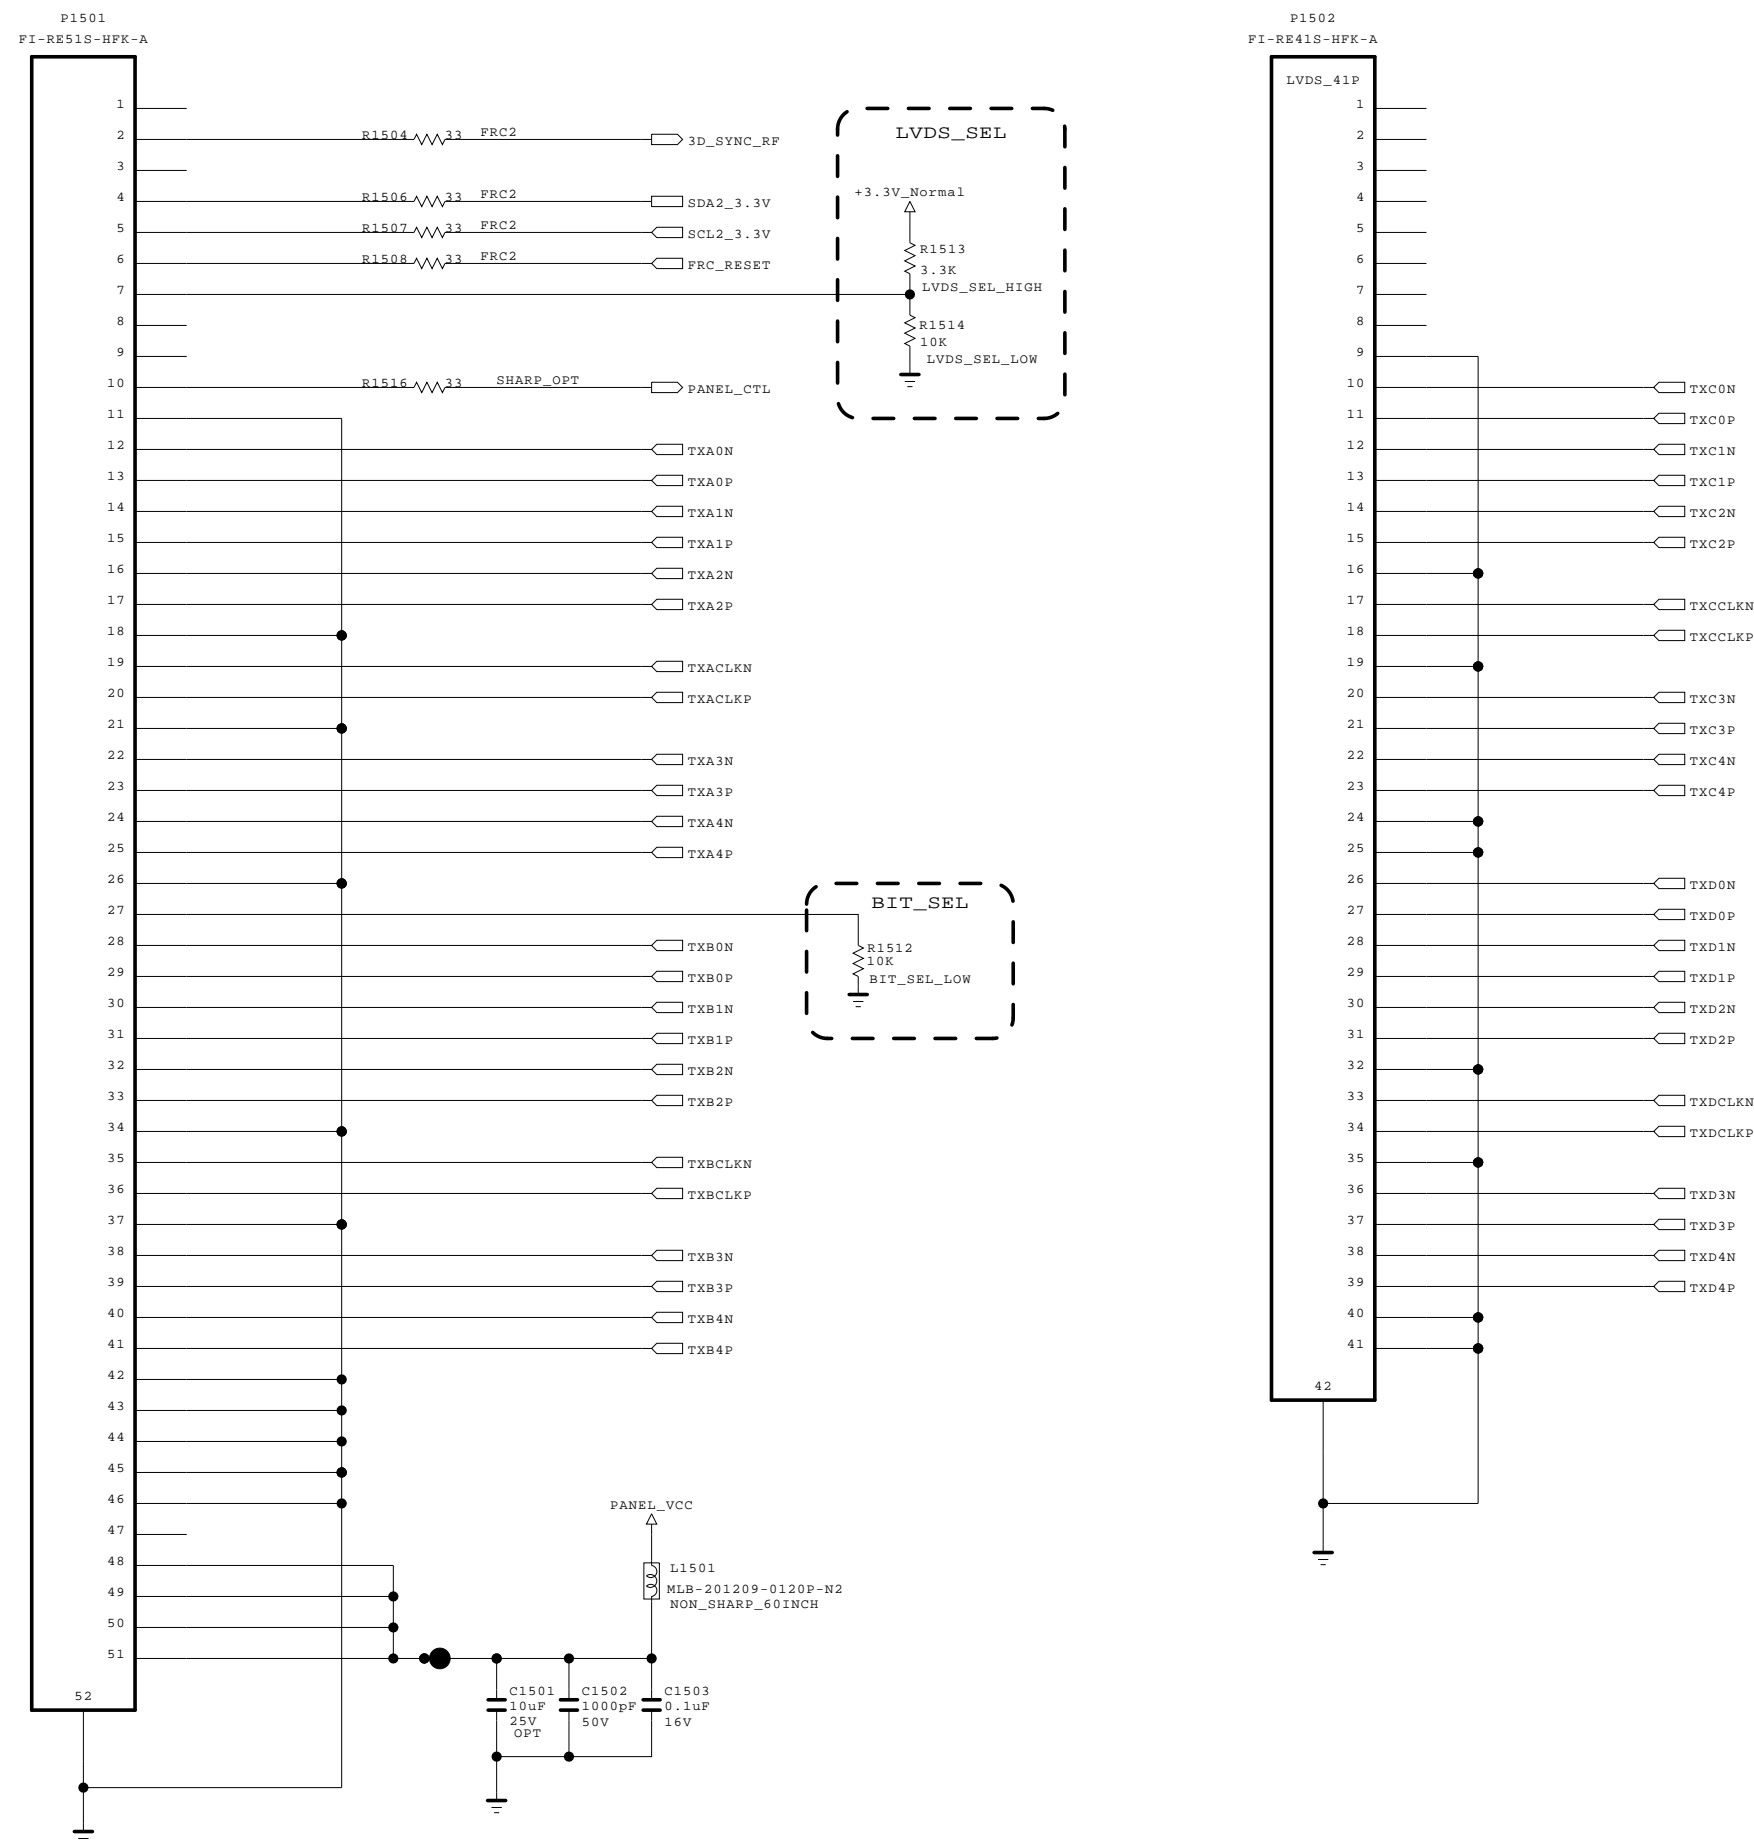 P1501
FI-RE51S-HFK-A
1
2 R1504 33 FRC2 3D_SYNC_RF
3
4 R1506 33 FRC2 SDA2_3.3V
5 R1507 33 FRC2 SCL2_3.3V
6 R1508 33 FRC2 FRC_RESET
7
8
9
10 R1516 33 SHARP_OPT PANEL_CTL
11
12 TXA0N
13 TXA0P
14 TXA1N
15 TXA1P
16 TXA2N
17 TXA2P
18
19 TXACLKN
20 TXACLKP
21
22 TXA3N
23 TXA3P
24 TXA4N
25 TXA4P
26
27
28 TXB0N
29 TXB0P
30 TXB1N
31 TXB1P
32 TXB2N
33 TXB2P
34
35 TXBCLKN
36 TXBCLKP
37
38 TXB3N
39 TXB3P
40 TXB4N
41 TXB4P
42
43
44
45
46
47
48
49
50
51
52
LVDS_SEL
+3.3V_Normal
R1513
3.3K
LVDS_SEL_HIGH
R1514
10K
LVDS_SEL_LOW
BIT_SEL
R1512
10K
BIT_SEL_LOW
PANEL_VCC
L1501
MLB-201209-0120P-N2
NON_SHARP_60INCH
C1501
10uF
25V
OPT
C1502
1000pF
50V
C1503
0.1uF
16V
P1502
FI-RE41S-HFK-A
LVDS_41P
1
2
3
4
5
6
7
8
9
10 TXC0N
11 TXC0P
12 TXC1N
13 TXC1P
14 TXC2N
15 TXC2P
16
17 TXCCLKN
18 TXCCLKP
19
20 TXC3N
21 TXC3P
22 TXC4N
23 TXC4P
24
25
26 TXD0N
27 TXD0P
28 TXD1N
29 TXD1P
30 TXD2N
31 TXD2P
32
33 TXDCLKN
34 TXDCLKP
35
36 TXD3N
37 TXD3P
38 TXD4N
39 TXD4P
40
41
42